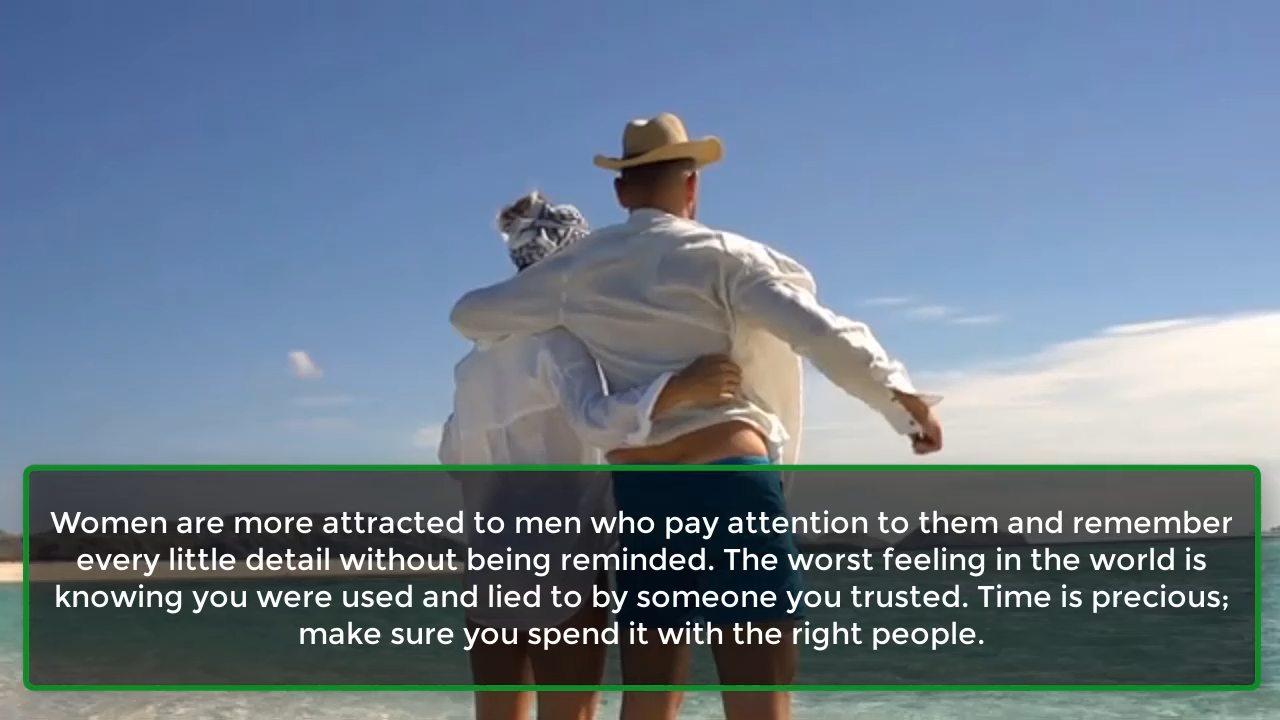 Women are more attracted to men who pay attention to them and remember
every little detail without being reminded. The worst feeling in the world is
knowing you were used and lied to by someone you trusted. Time is precious;
make sure you spend it with the right people.